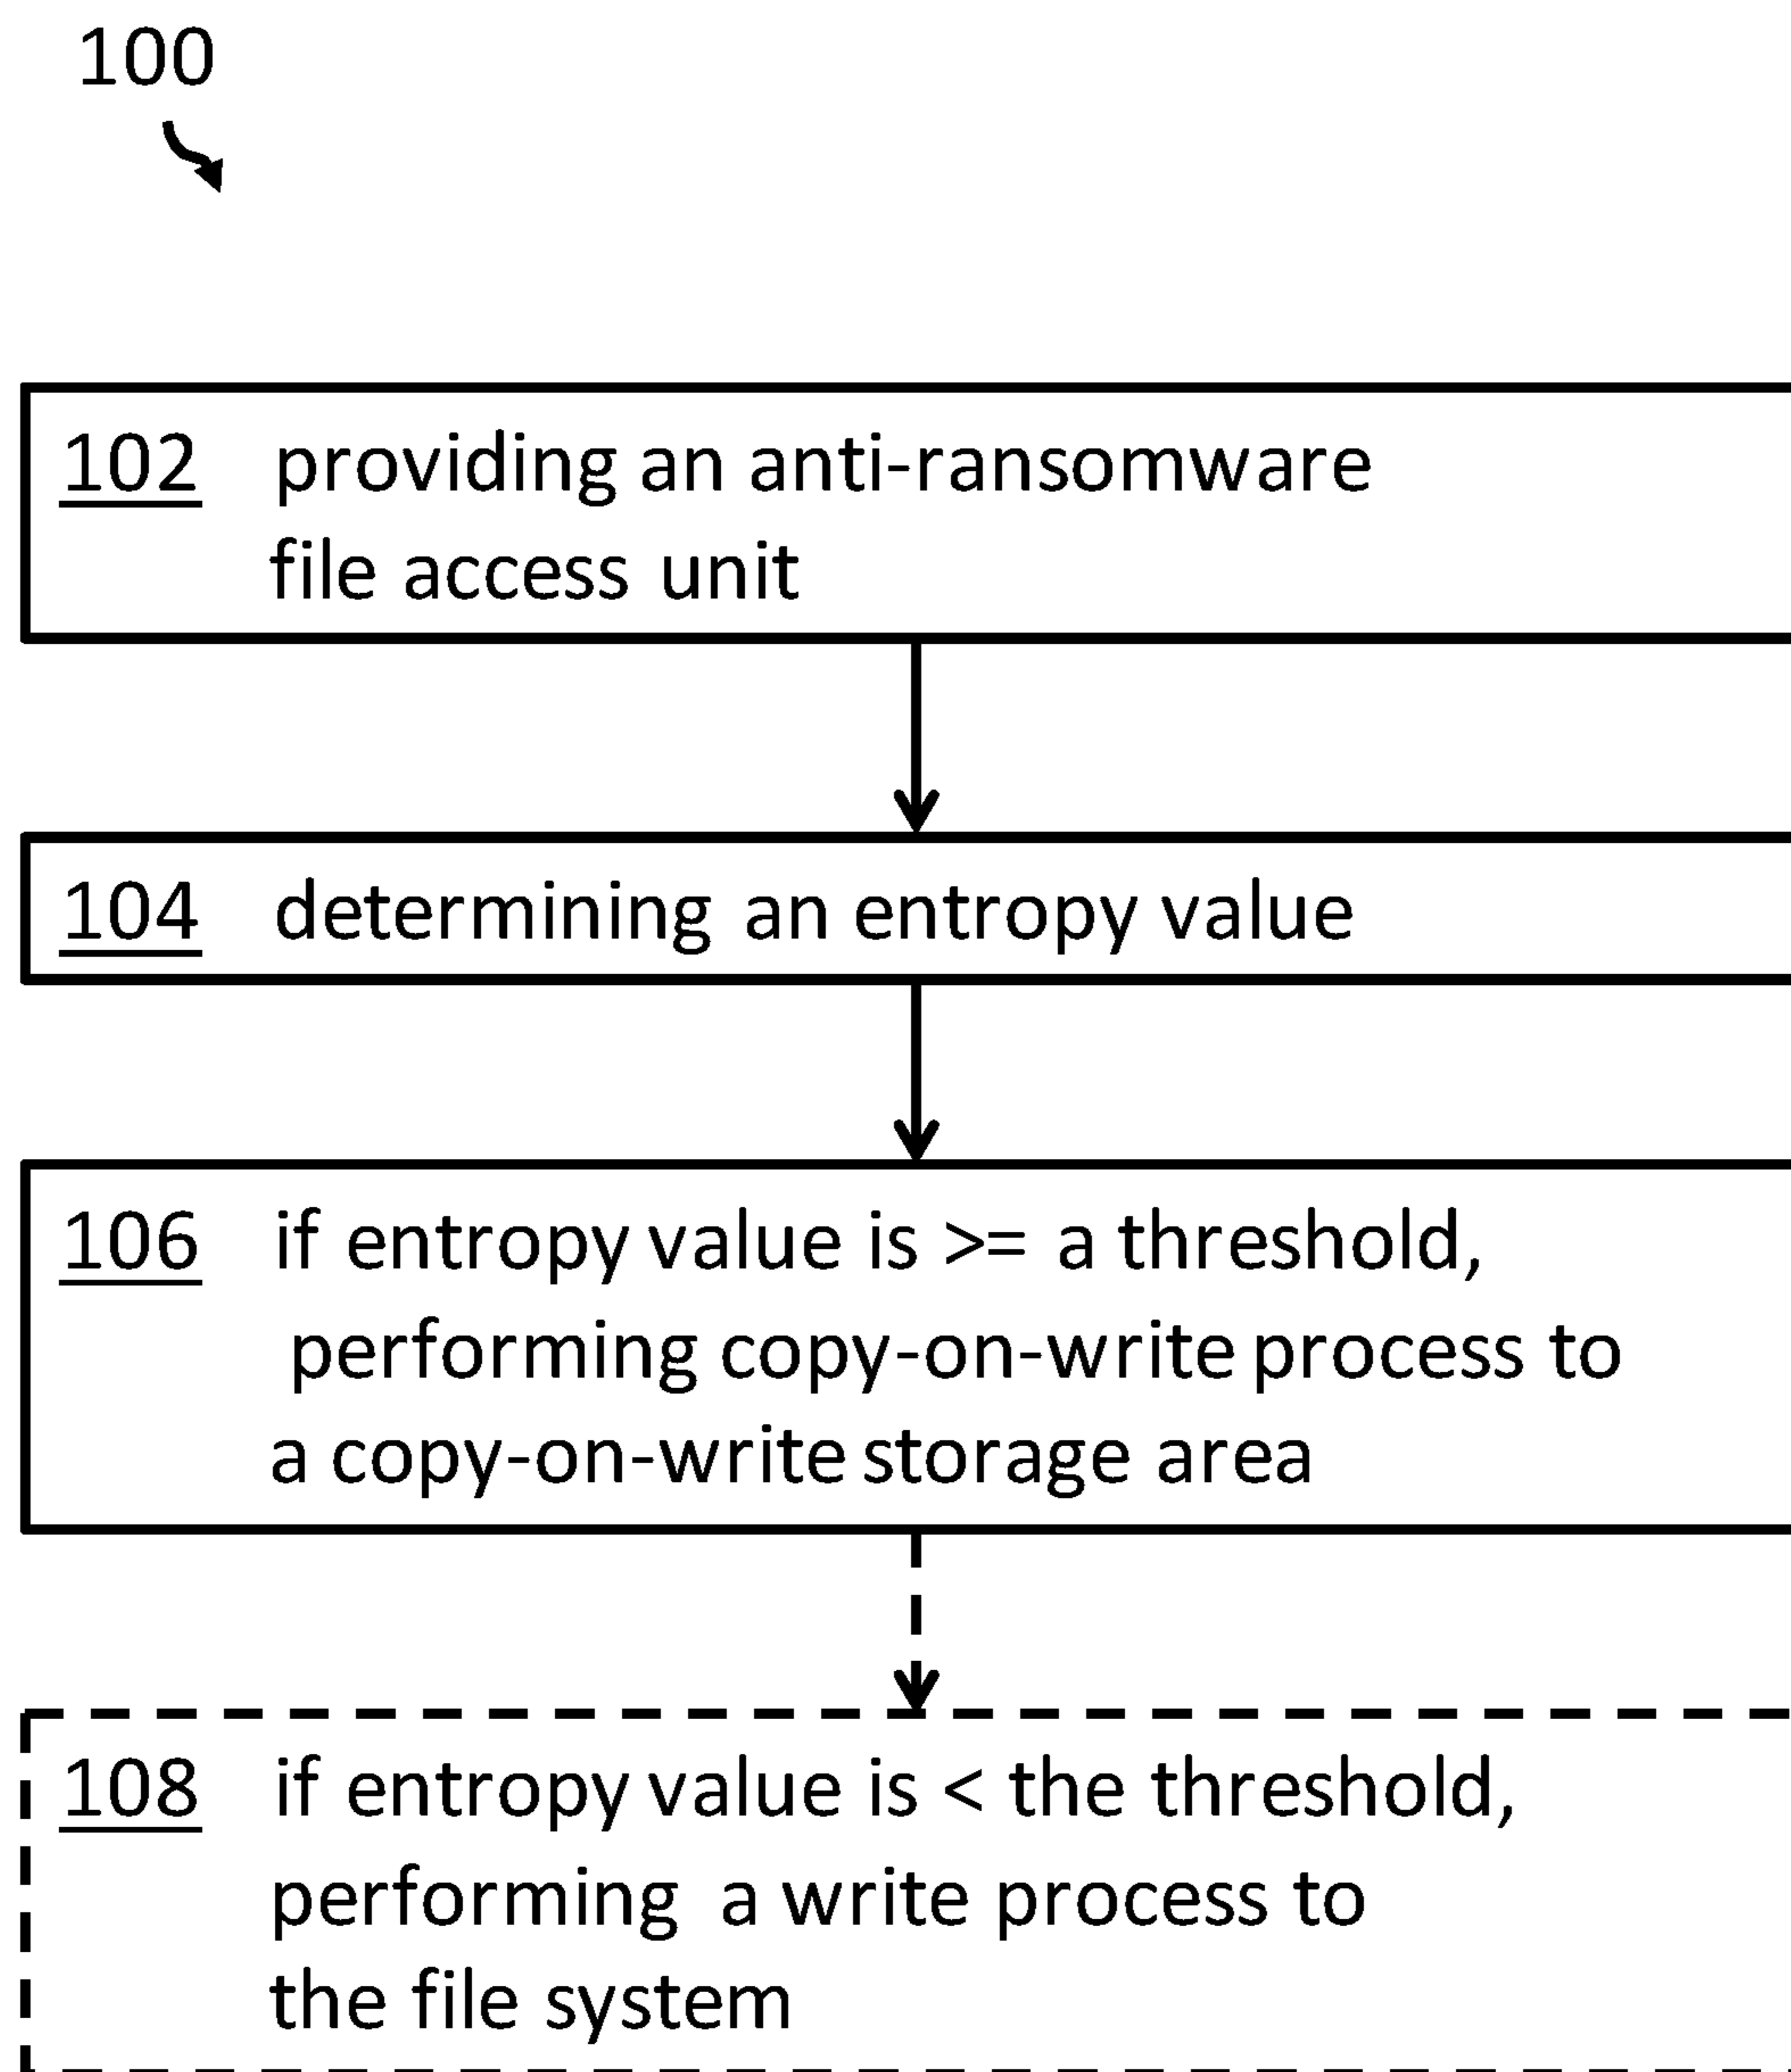 100
102 providing an anti-ransomware
file access unit
104 determining an entropy value
106 if entropy value is >= a threshold,
performing copy-on-write process to
a copy-on-write storage area
108 if entropy value is < the threshold,
performing a write process to
the file system